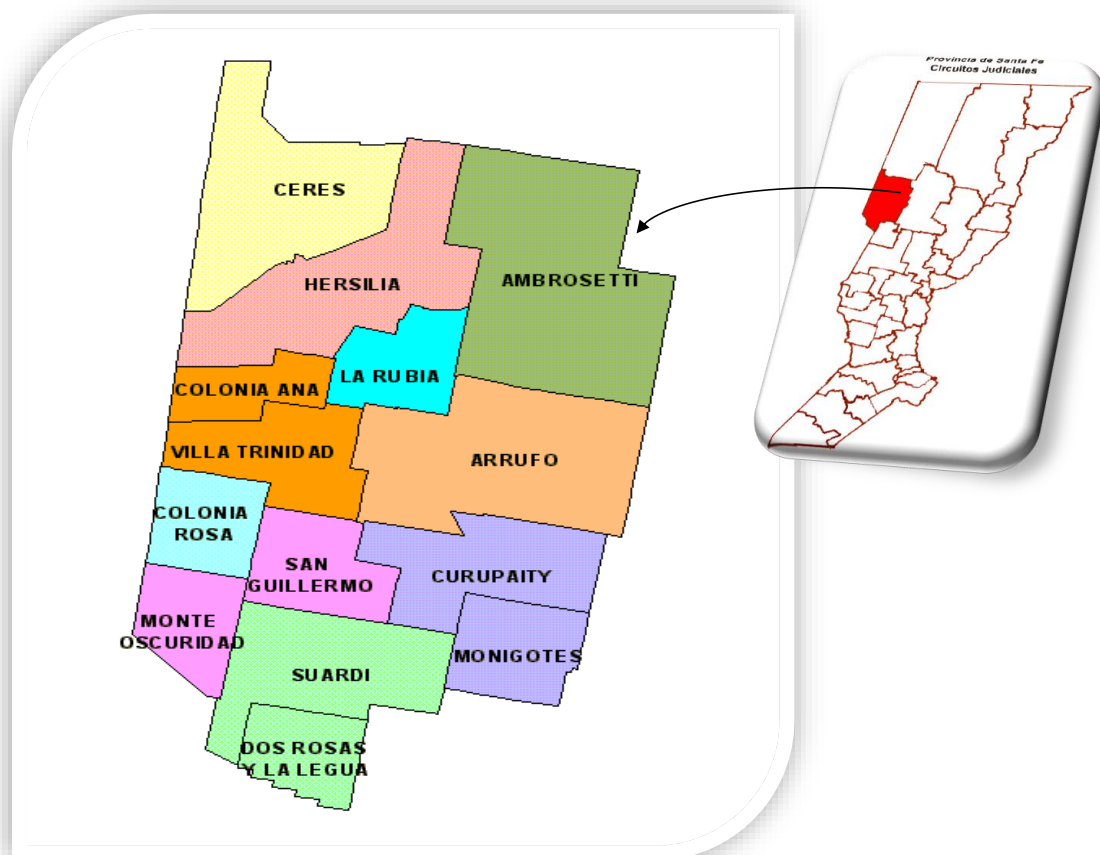 Provincia de Santa Fe
Circuitos Judiciales
CERES
HERSILIA
AMBROSETTI
LA RUBIA
COLONIA ANA
VILLA TRINIDAD
ARRUFO
COLONIA
ROSA
SAN
GUILLERMO
CURUPAITY
MONTE
OSCURIDAD
MONIGOTES
SUARDI
DOS ROSAS
Y LA LEGUA